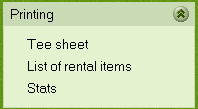 Printing
Tee sheet
List of rental items
Stats